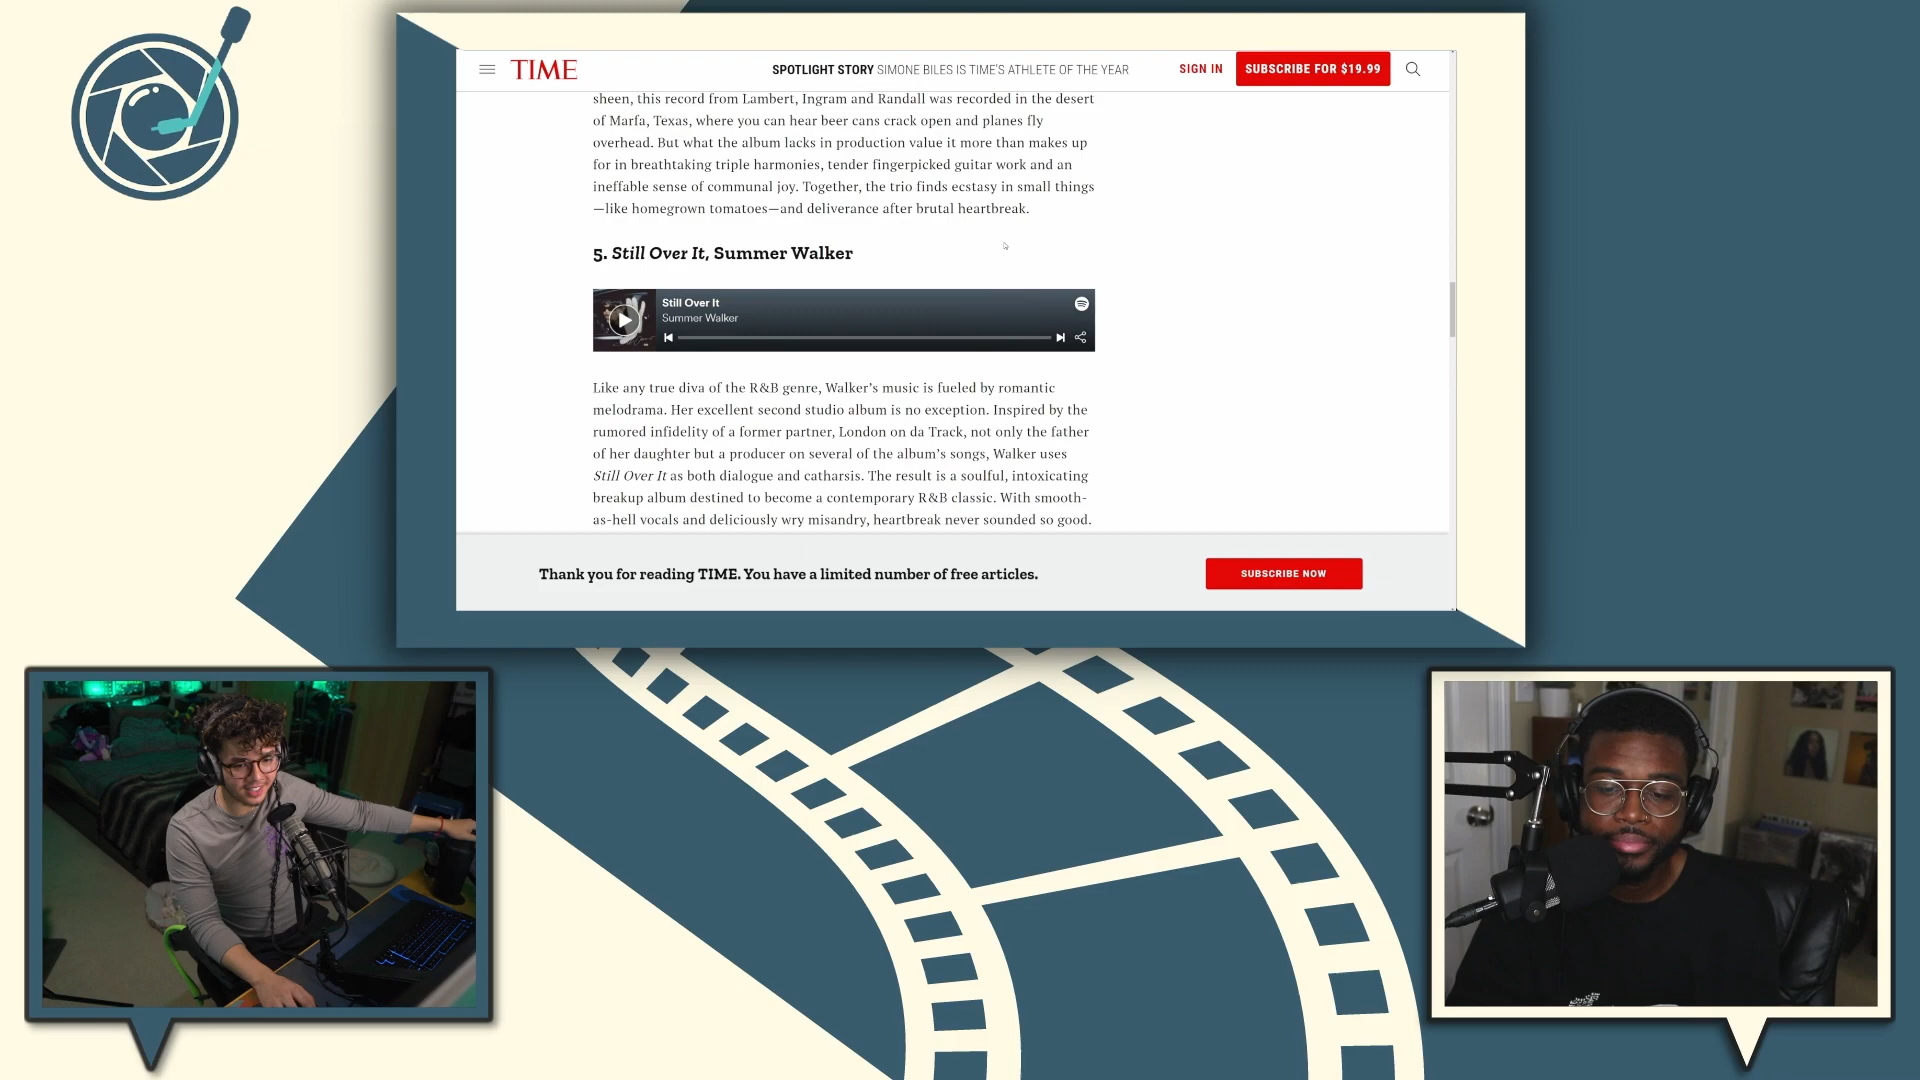 TIME
SPOTLIGHT STORY SIMONE BILES IS TIME'S ATHLETE OF THE YEAR
SIGN IN
SUBSCRIBE FOR $19.99
sheen, this record from Lambert, Ingram and Randall was recorded in the desert
of Marfa, Texas, where you can hear beer cans crack open and planes fly
overhead. But what the album lacks in production value it more than makes up
for in breathtaking triple harmonies, tender fingerpicked guitar work and an
ineffable sense of communal joy. Together, the trio finds ecstasy in small things
—like homegrown tomatoes—and deliverance after brutal heartbreak.
5. Still Over It, Summer Walker
Still Over It
Summer Walker
Like any true diva of the R&B genre, Walker’s music is fueled by romantic
melodrama. Her excellent second studio album is no exception. Inspired by the
rumored infidelity of a former partner, London on da Track, not only the father
of her daughter but a producer on several of the album’s songs, Walker uses
Still Over It as both dialogue and catharsis. The result is a soulful, intoxicating
breakup album destined to become a contemporary R&B classic. With smooth-
as-hell vocals and deliciously wry misandry, heartbreak never sounded so good.
Thank you for reading TIME. You have a limited number of free articles.
SUBSCRIBE NOW